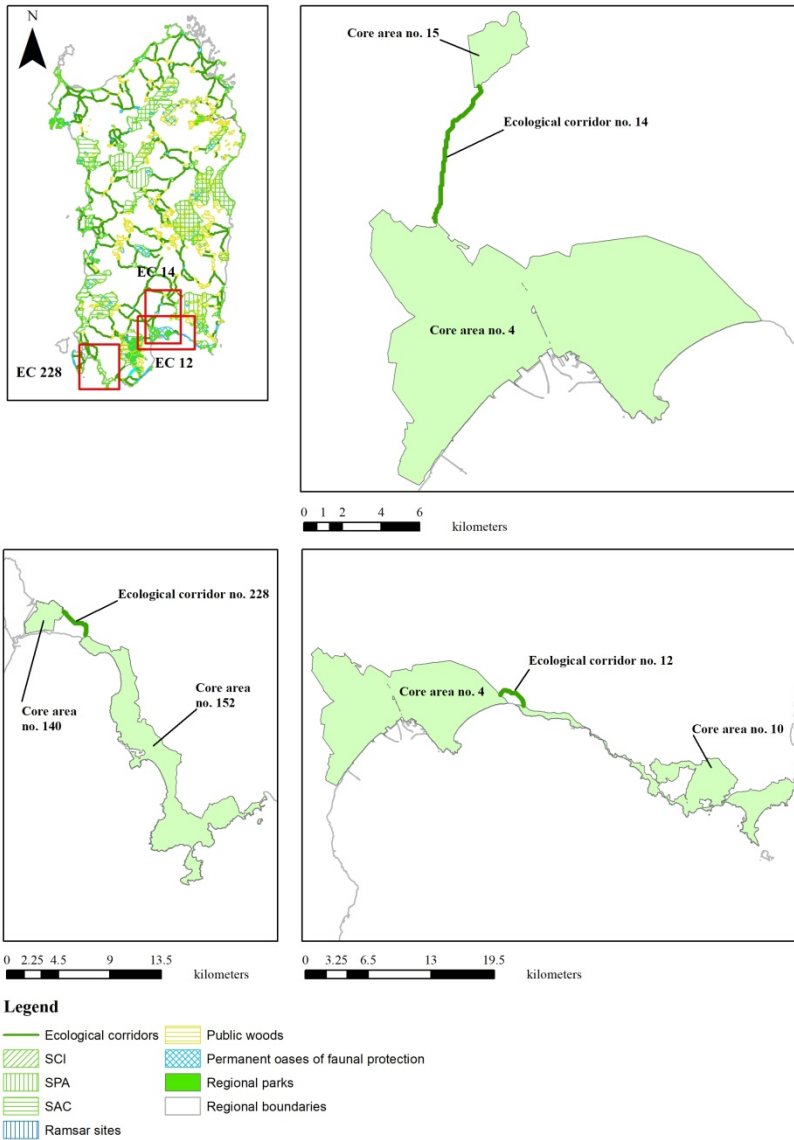 N
EC 14
EC 12
EC 228
Core area no. 15
Ecological corridor no. 14
Core area no. 4
0 1 2 4 6
kilometers
Ecological corridor no. 228
Core area
no. 152
Core area
no. 140
0 2.25 4.5 9 13.5
kilometers
Ecological corridor no. 12
Core area no. 4
Core area no. 10
0 3.25 6.5 13 19.5
kilometers
Legend
Ecological corridors
SCI
SPA
SAC
Ramsar sites
Public woods
Permanent oases of faunal protection
Regional parks
Regional boundaries